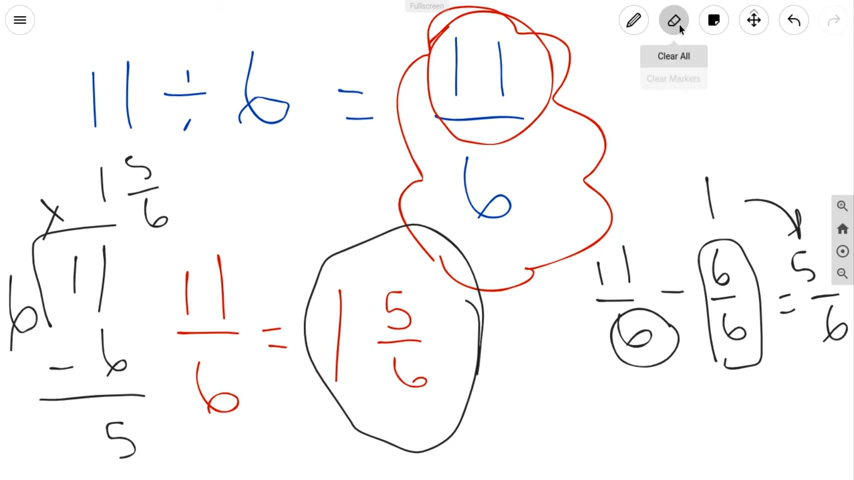 Fullscreen
Clear All
Clear Markers
11 ÷ 6 = 11/6
1 5/6
x
6 11
- 6
5
11/6 = 1 5/6
1
11/6 - 6/6 = 5/6